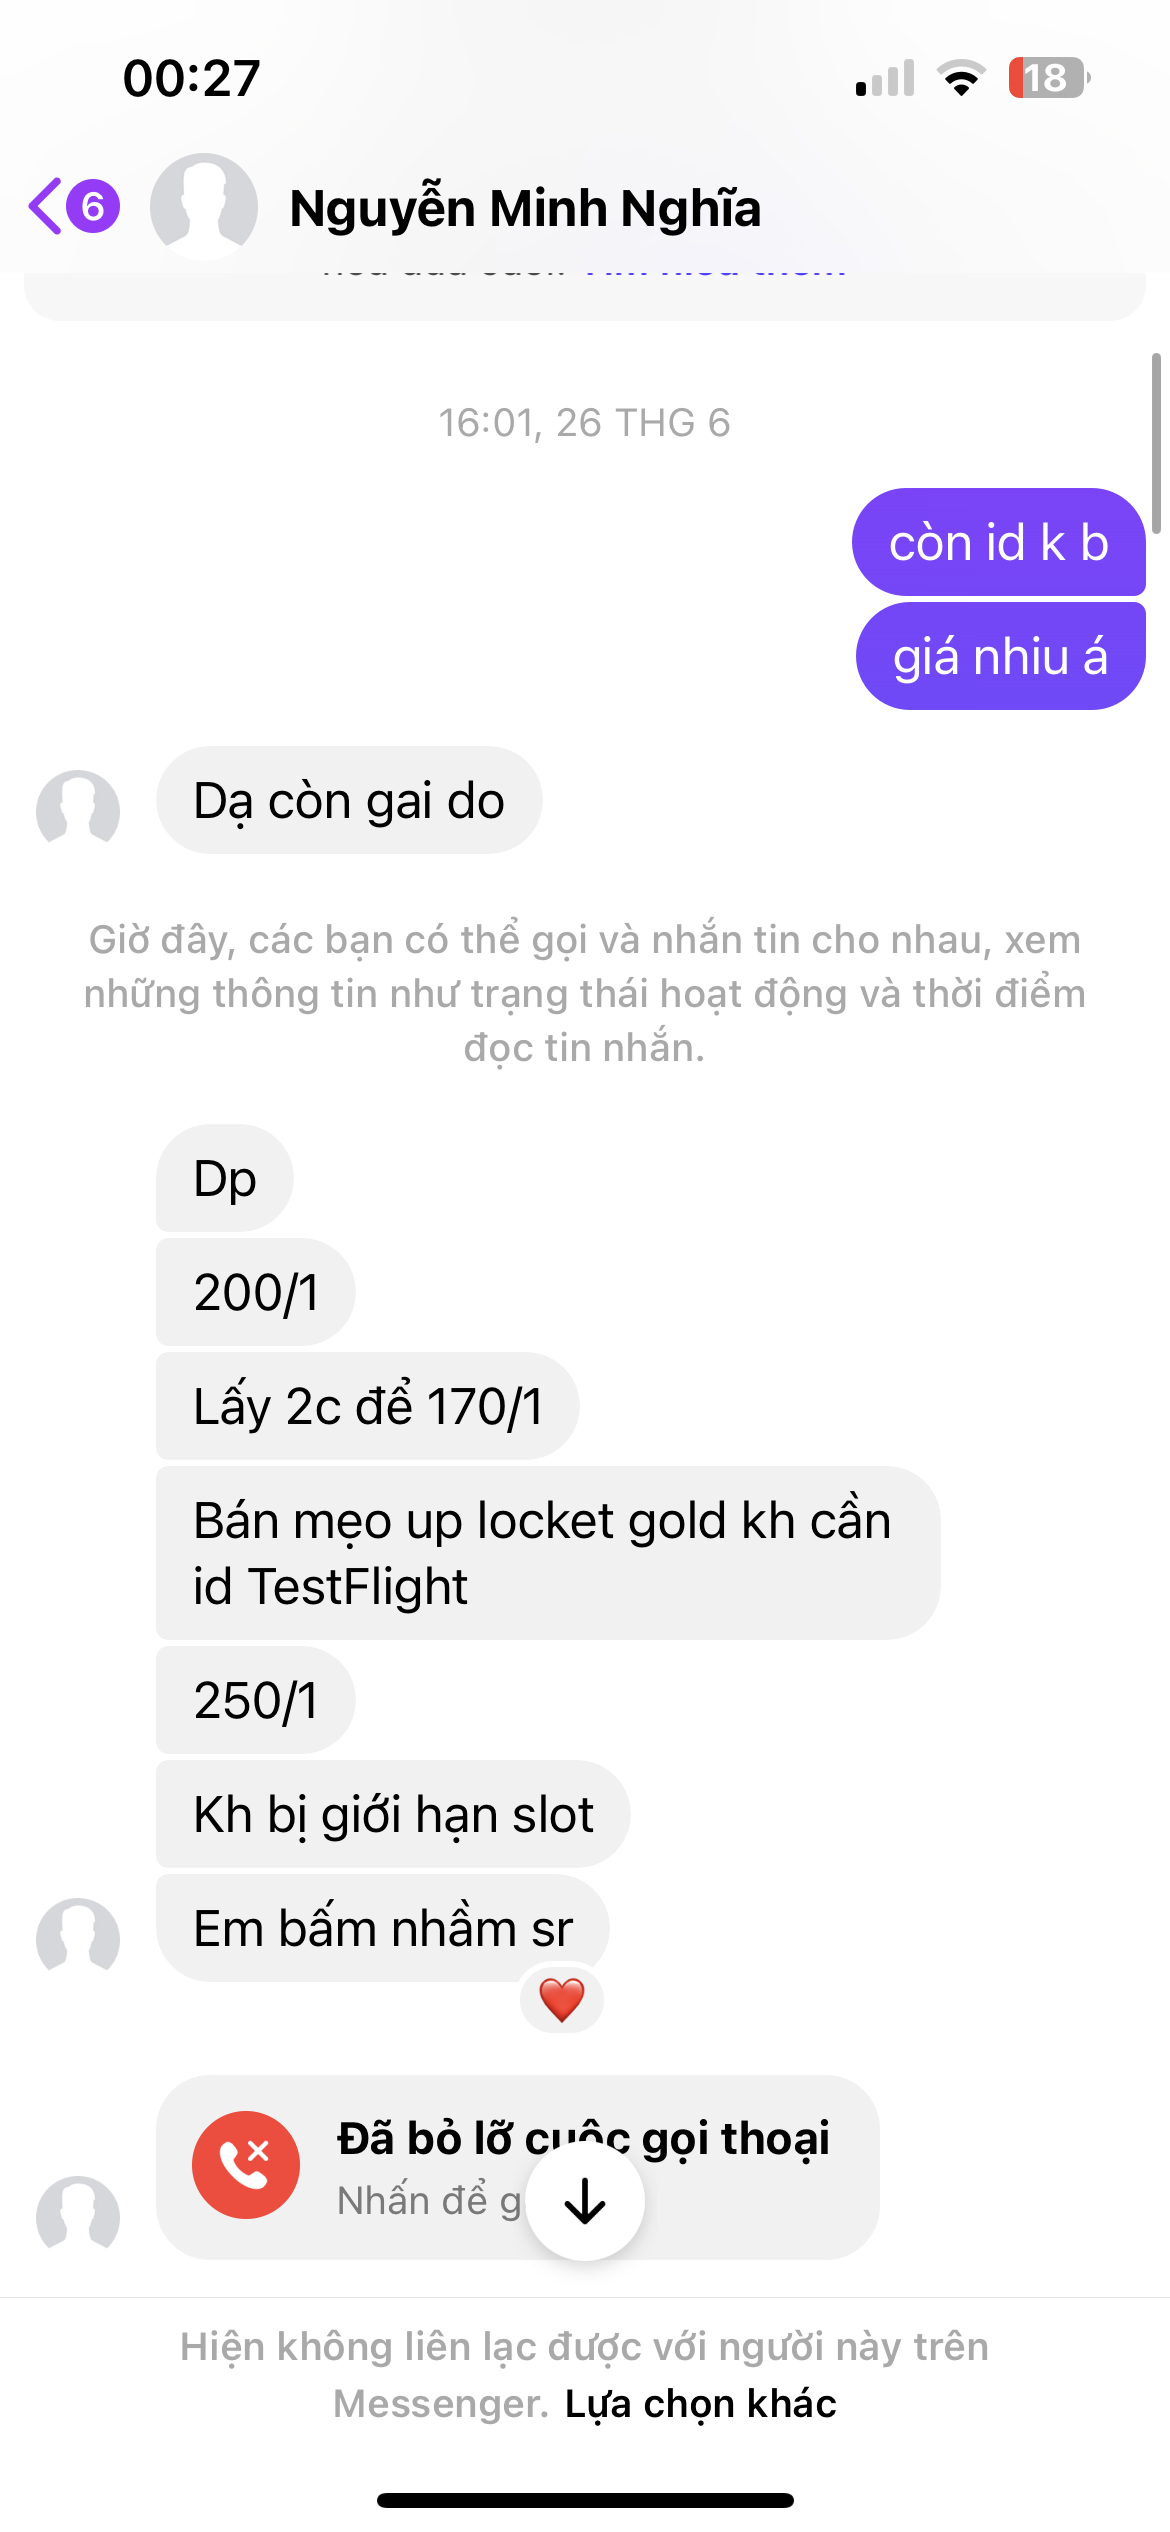 00:27
18
6
Nguyễn Minh Nghĩa
16:01, 26 THG 6
còn id k b
giá nhiu á
Dạ còn gai do
Giờ đây, các bạn có thể gọi và nhắn tin cho nhau, xem
những thông tin như trạng thái hoạt động và thời điểm
đọc tin nhắn.
Dp
200/1
Lấy 2c để 170/1
Bán mẹo up locket gold kh cần
id TestFlight
250/1
Kh bị giới hạn slot
Em bấm nhầm sr
Đã bỏ lỡ cuộc gọi thoại
Nhấn để g
Hiện không liên lạc được với người này trên
Messenger. Lựa chọn khác